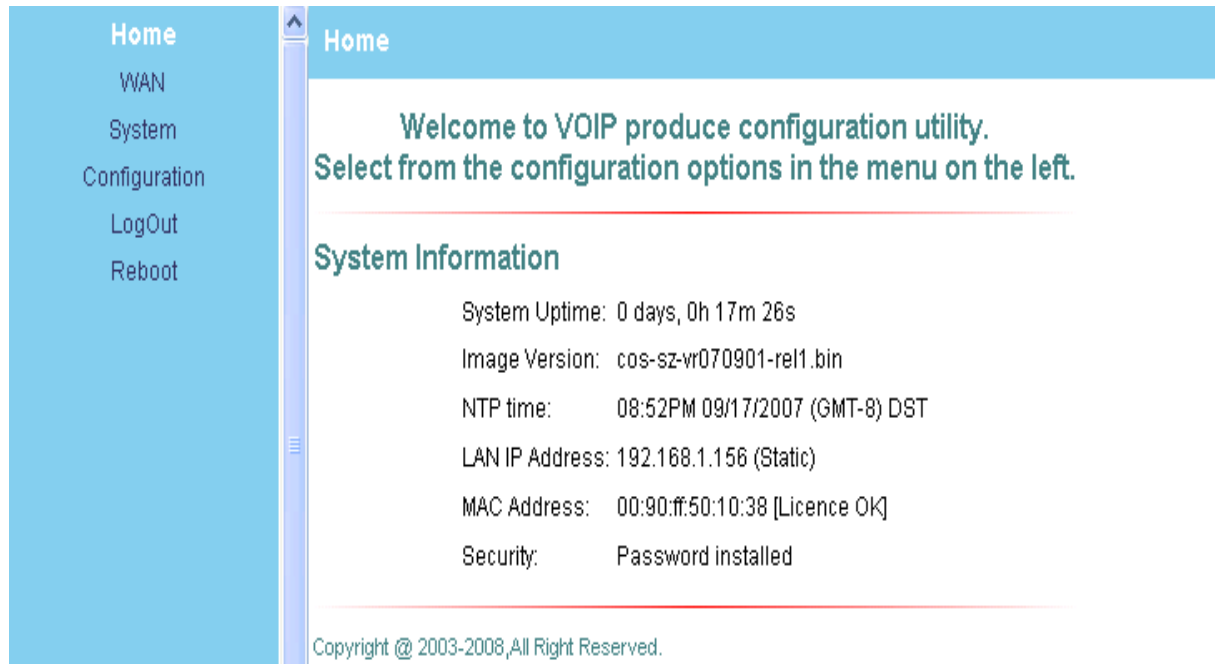 Home
WAN
System
Configuration
LogOut
Reboot
Home
Welcome to VOIP produce configuration utility.
Select from the configuration options in the menu on the left.
System Information
System Uptime: 0 days, 0h 17m 26s
Image Version: cos-sz-vr070901-rel1.bin
NTP time: 08:52PM 09/17/2007 (GMT-8) DST
LAN IP Address: 192.168.1.156 (Static)
MAC Address: 00:90:ff:50:10:38 [Licence OK]
Security: Password installed
Copyright @ 2003-2008,All Right Reserved.